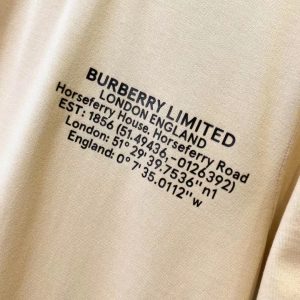 BURBERRY LIMITED
LONDON ENGLAND
Horseferry House, Horseferry Road
EST: 1856 (51.49436,-0126392)
London: 51° 29' 39.7536'' n1
England: 0° 7' 35.0112'' w